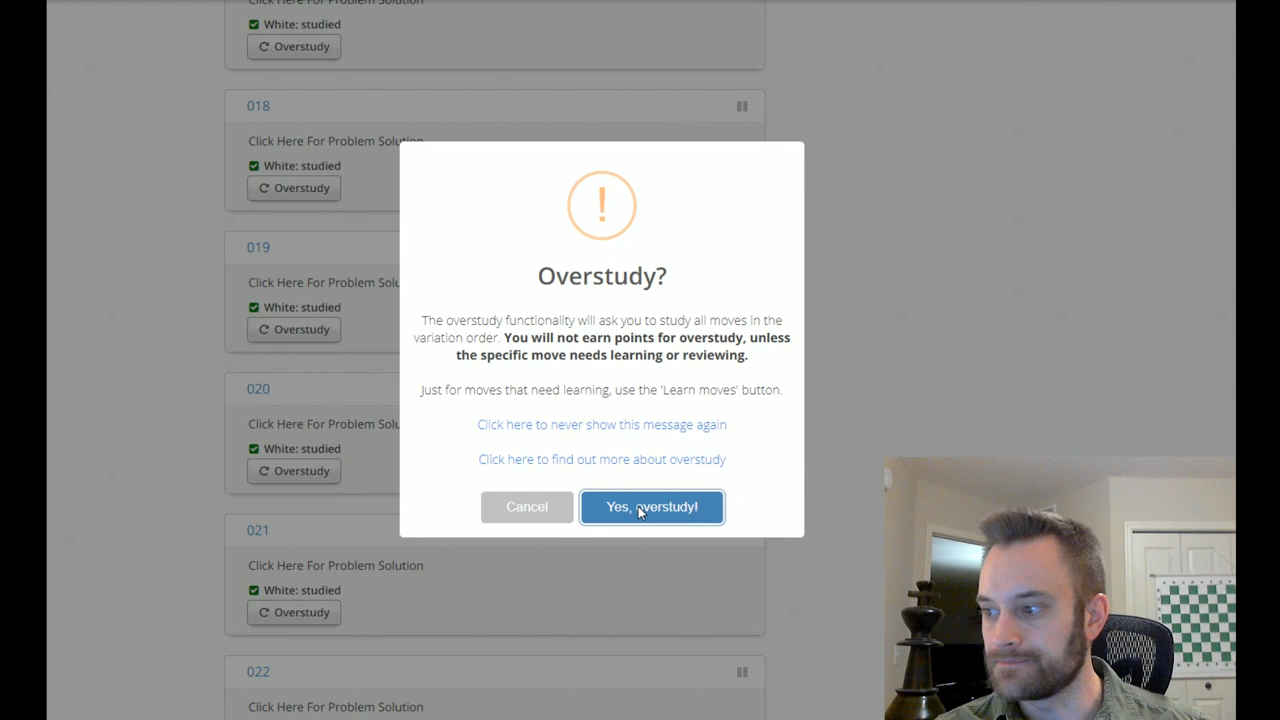 Click Here For Problem Solution
White: studied
Overstudy
018
Click Here For Problem Solution
White: studied
Overstudy
019
Click Here For Problem Solu
White: studied
Overstudy
020
Click Here For Problem Solu
White: studied
Overstudy
021
Click Here For Problem Solution
White: studied
Overstudy
022
Click Here For Problem Solution
!
Overstudy?
The overstudy functionality will ask you to study all moves in the
variation order. You will not earn points for overstudy, unless
the specific move needs learning or reviewing.
Just for moves that need learning, use the 'Learn moves' button.
Click here to never show this message again
Click here to find out more about overstudy
Cancel
Yes, overstudy!